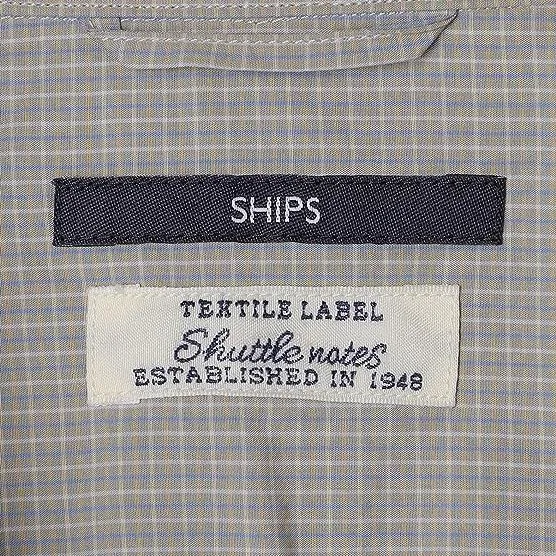 SHIPS
TEXTILE LABEL
Shuttle notes
ESTABLISHED IN 1948